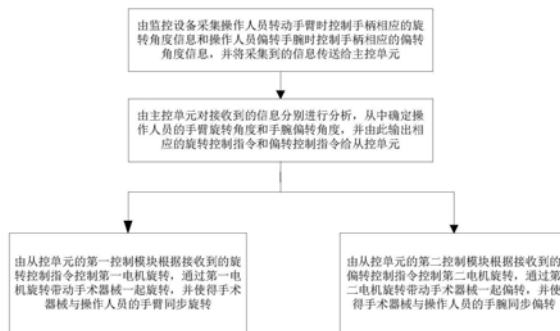 由监控设备采集操作人员转动手臂时控制手柄相应的旋
转角度信息和操作人员偏转手腕时控制手柄相应的偏转
角度信息，并将采集到的信息传送给主控单元
由主控单元对接收到的信息分别进行分析，从中确定操
作人员的手臂旋转角度和手腕偏转角度，并由此输出相
应的旋转控制指令和偏转控制指令给从控单元
由从控单元的第一控制模块根据接收到的旋
转控制指令控制第一电机旋转，通过第一电
机旋转带动手术器械一起旋转，并使得手术
器械与操作人员的手臂同步旋转
由从控单元的第二控制模块根据接收到的
偏转控制指令控制第二电机旋转，通过第
二电机旋转带动手术器械一起偏转，并使
得手术器械与操作人员的手腕同步偏转